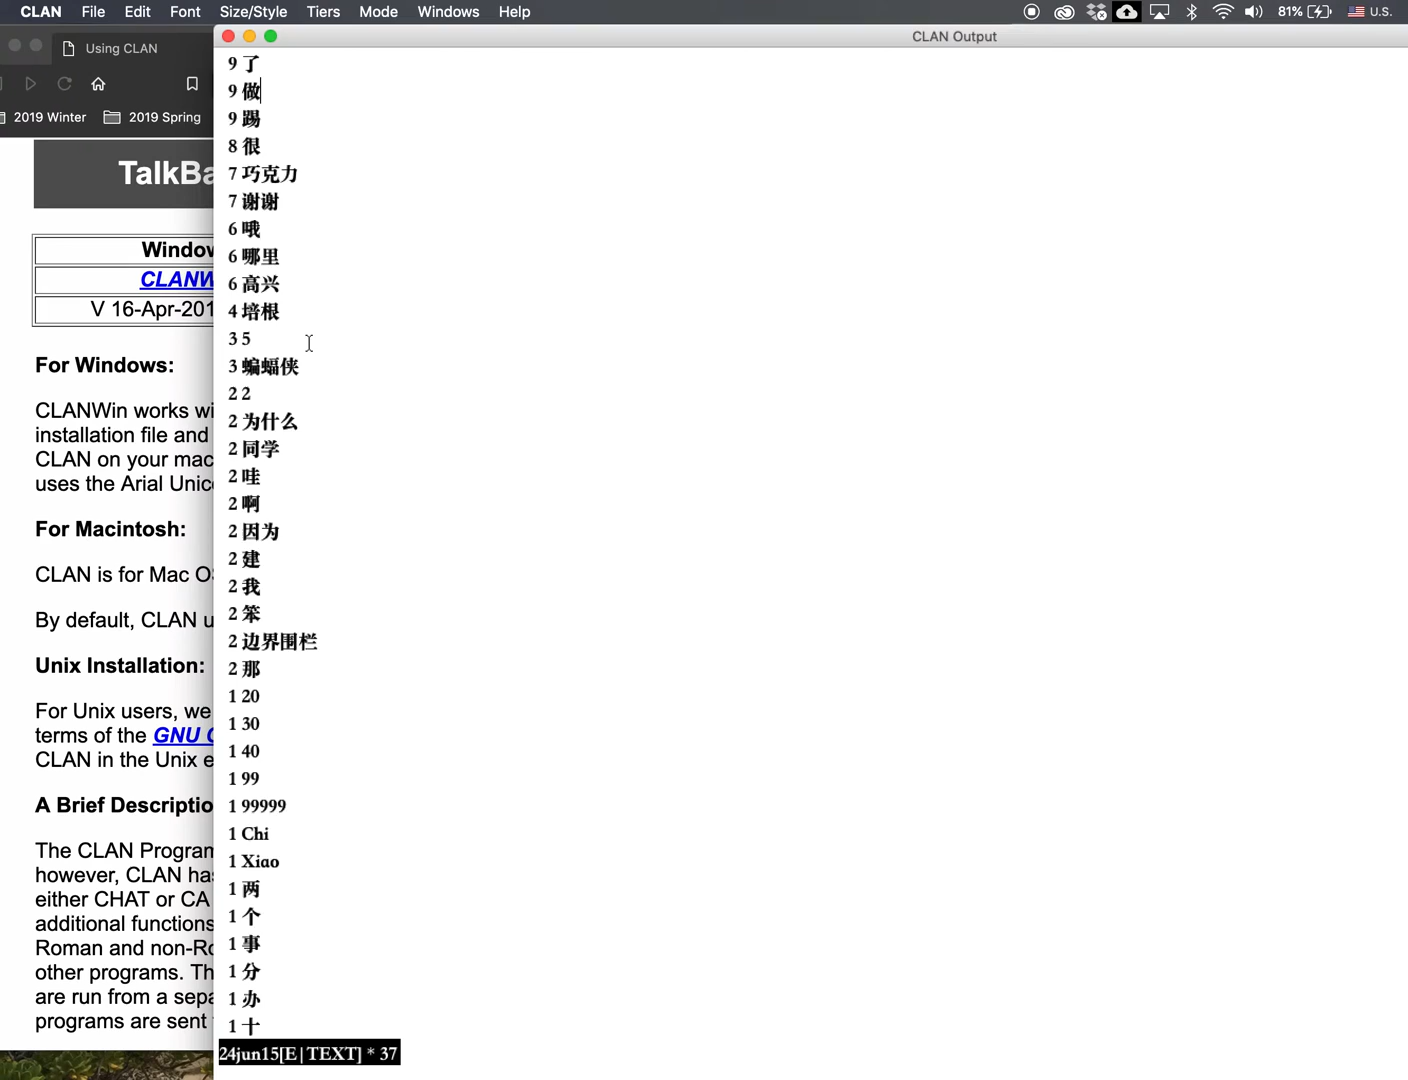 CLAN File Edit Font Size/Style Tiers Mode Windows Help 81% U.S.
Using CLAN
CLAN Output
2019 Winter 2019 Spring
TalkBa
Window
CLANW
V 16-Apr-201
For Windows:
CLANWin works wi
installation file and
CLAN on your mac
uses the Arial Unic
For Macintosh:
CLAN is for Mac OS
By default, CLAN u
Unix Installation:
For Unix users, we
terms of the GNU G
CLAN in the Unix e
A Brief Descriptio
The CLAN Program
however, CLAN has
either CHAT or CA
additional functions
Roman and non-Ro
other programs. Th
are run from a sepa
programs are sent
9 了
9 做
9 踢
8 很
7 巧克力
7 谢谢
6 哦
6 哪里
6 高兴
4 培根
3 5
3 蝙蝠侠
2 2
2 为什么
2 同学
2 哇
2 啊
2 因为
2 建
2 我
2 笨
2 边界围栏
2 那
1 20
1 30
1 40
1 99
1 99999
1 Chi
1 Xiao
1 两
1 个
1 事
1 分
1 办
1 十
24jun15[E|TEXT] * 37